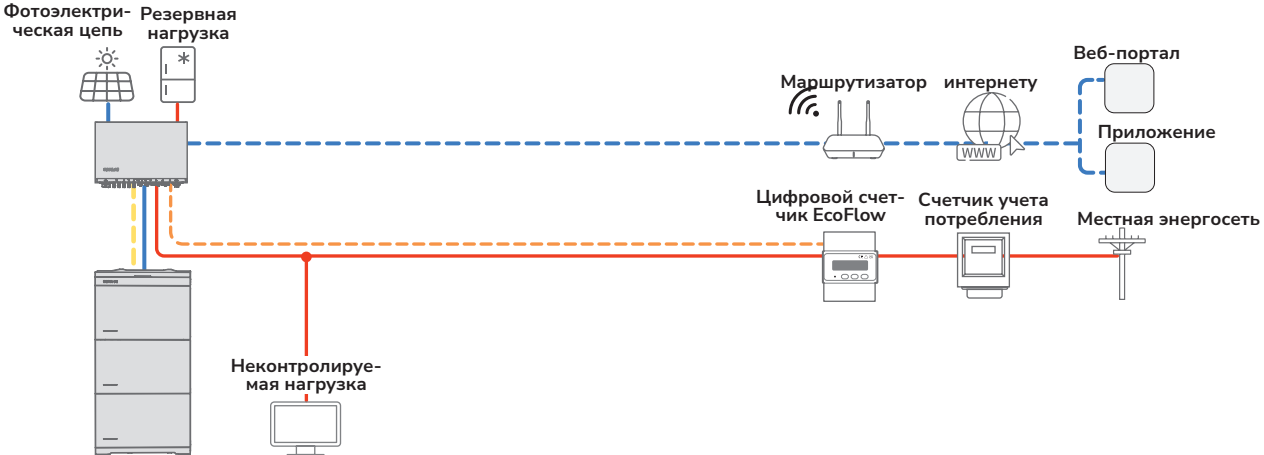 Фотоэлектри-
ческая цепь
Резервная
нагрузка
Веб-портал
Маршрутизатор
интернету
WWW
Приложение
Цифровой счет-
чик EcoFlow
Счетчик учета
потребления
Местная энергосеть
Неконтролируе-
мая нагрузка